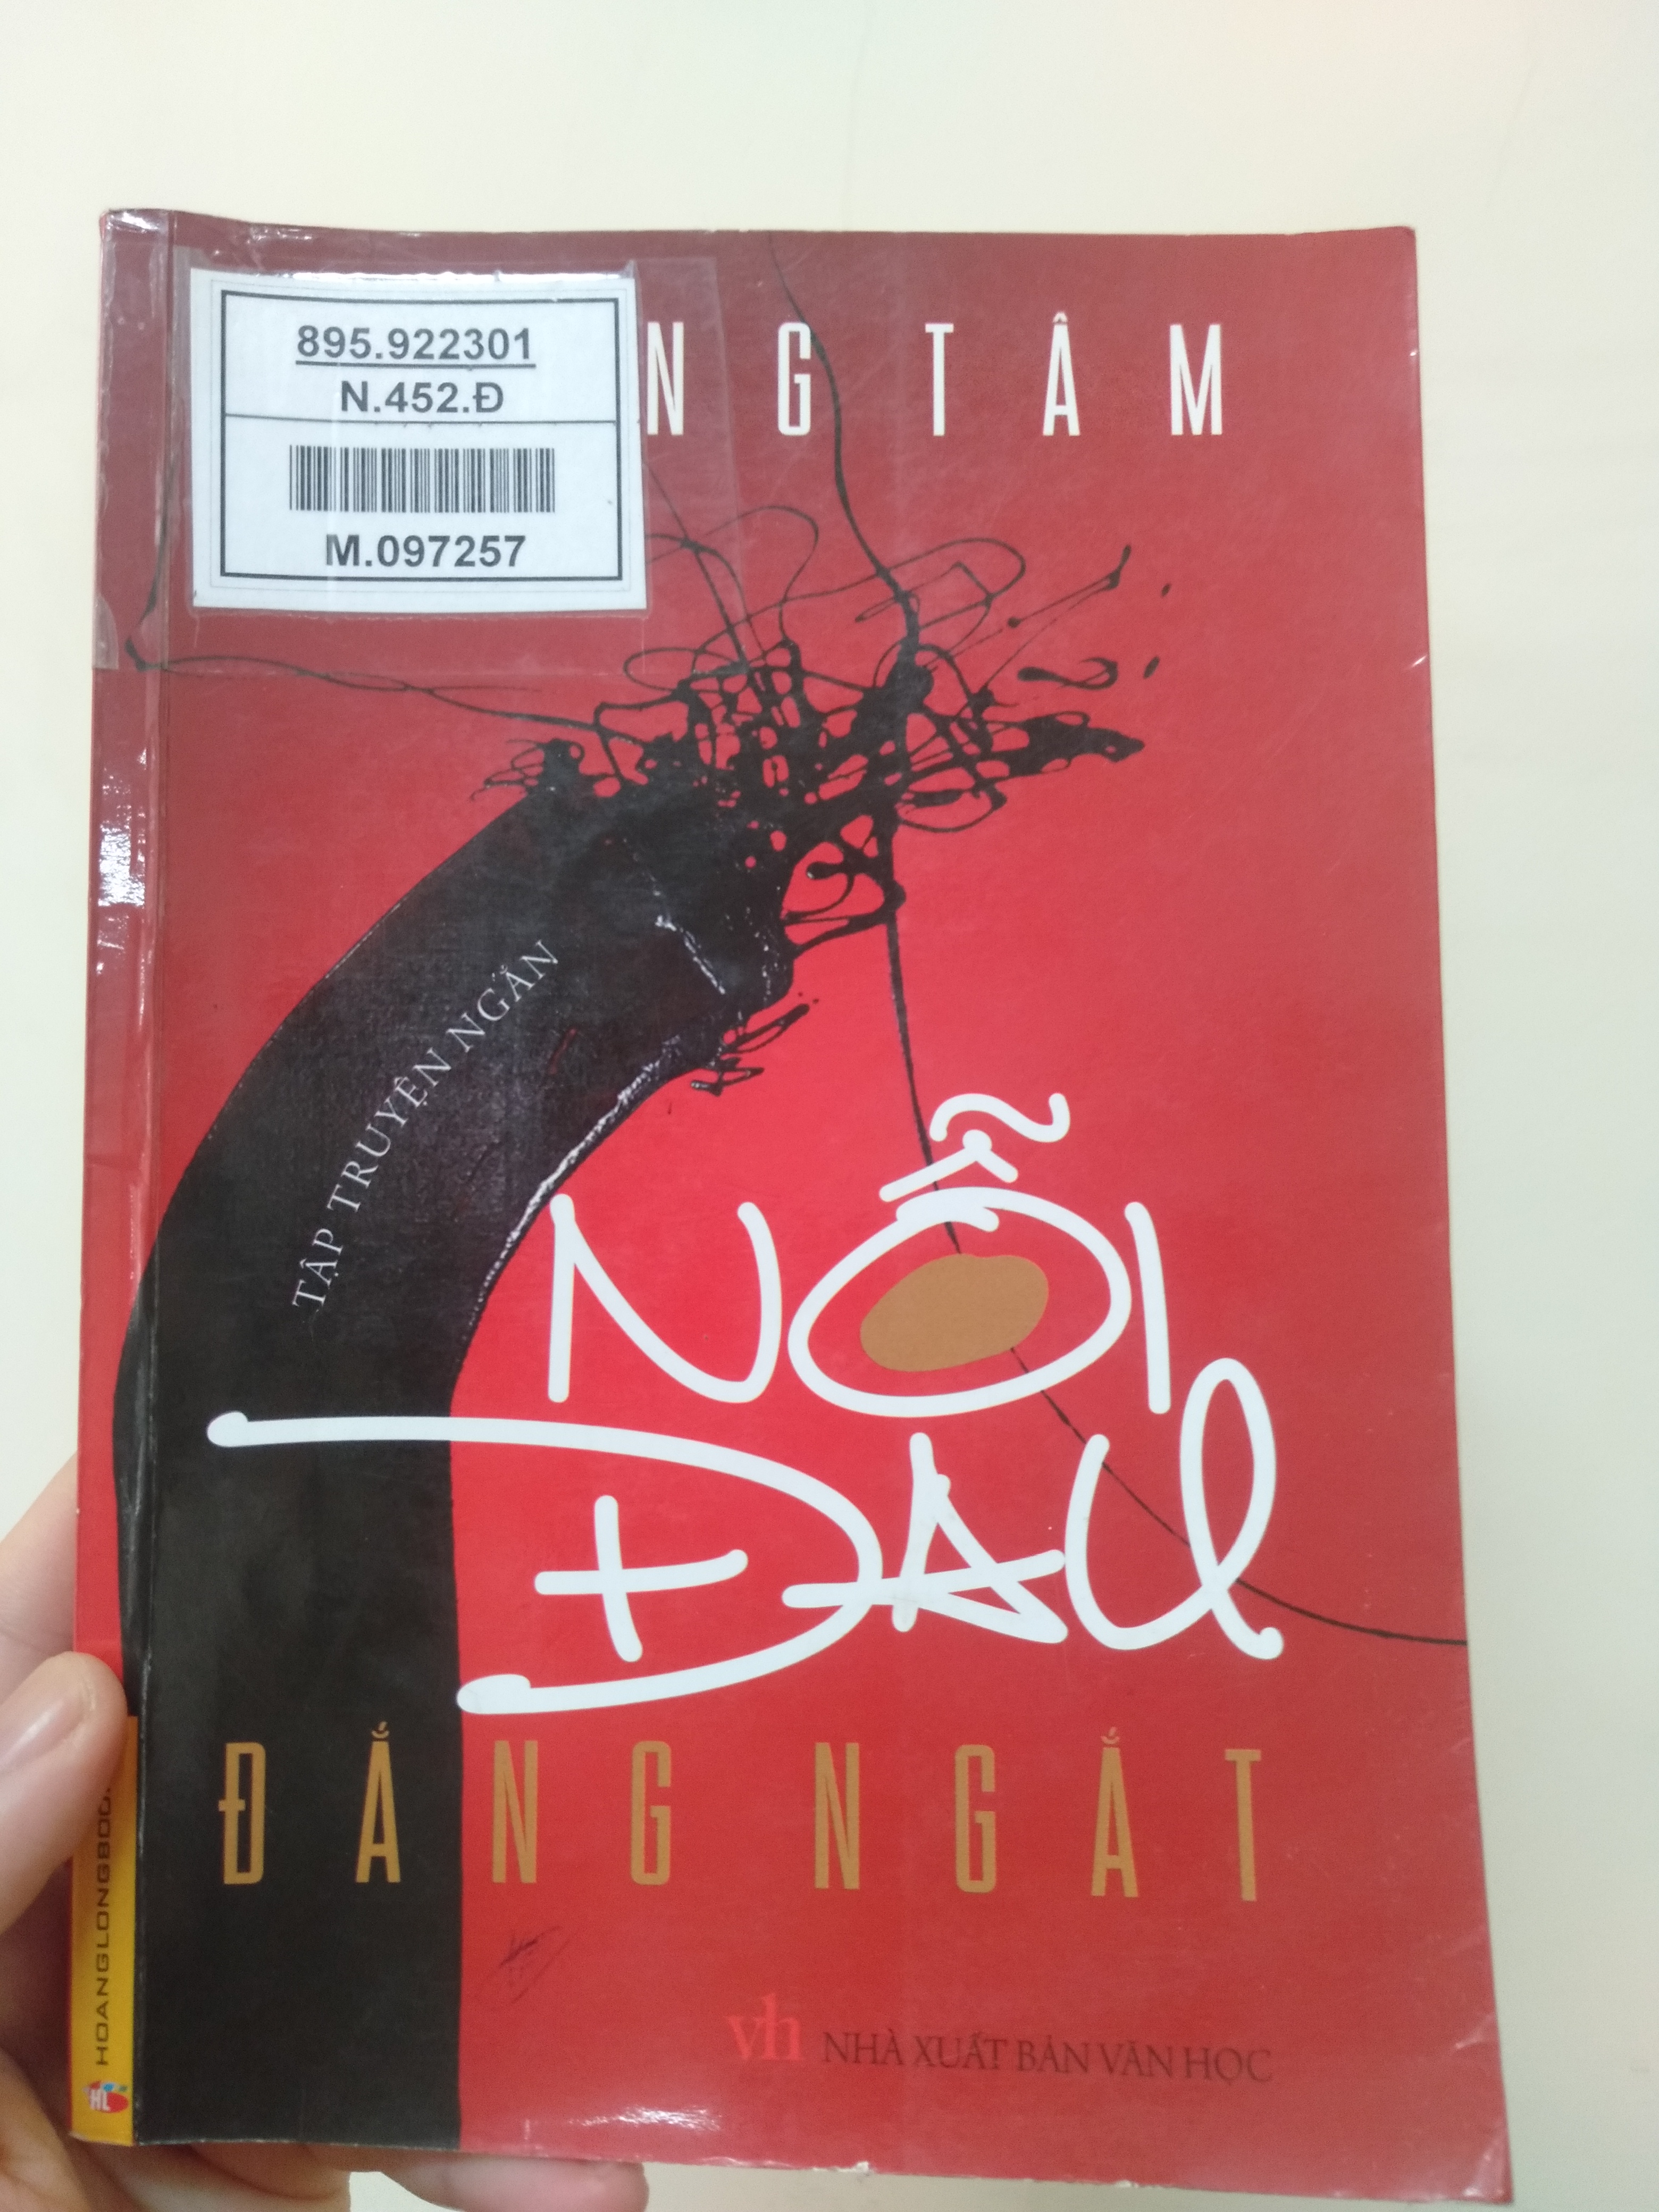 895.922301
N.452.Đ
M.097257
NG TÂM
TẬP TRUYỆN NGẮN
NỖI
ĐAU
ĐẮNG NGẮT
vh NHÀ XUẤT BẢN VĂN HỌC
HL